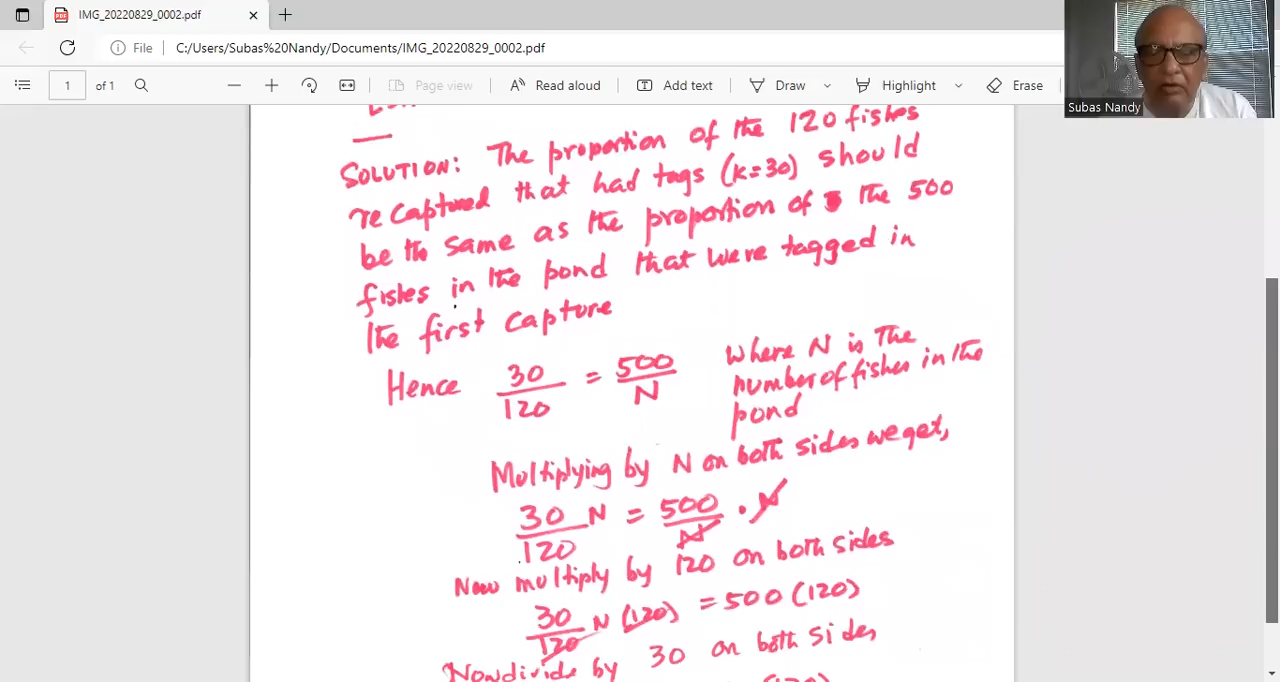 IMG_20220829_0002.pdf
File
C:/Users/Subas%20Nandy/Documents/IMG_20220829_0002.pdf
1 of 1
Page view
Read aloud
Add text
Draw
Highlight
Erase
Subas Nandy
SOLUTION: The proportion of the 120 fishes
recaptured that had tags (k=30) should
be the same as the proportion of the 500
fishes in the pond that were tagged in
the first capture
Hence 30/120 = 500/N
where N is the
number of fishes in the
pond
Multiplying by N on both sides we get,
30/120 N = 500/N · N
Now multiply by 120 on both sides
30/120 N (120) = 500 (120)
Now divide by 30 on both sides
(120)